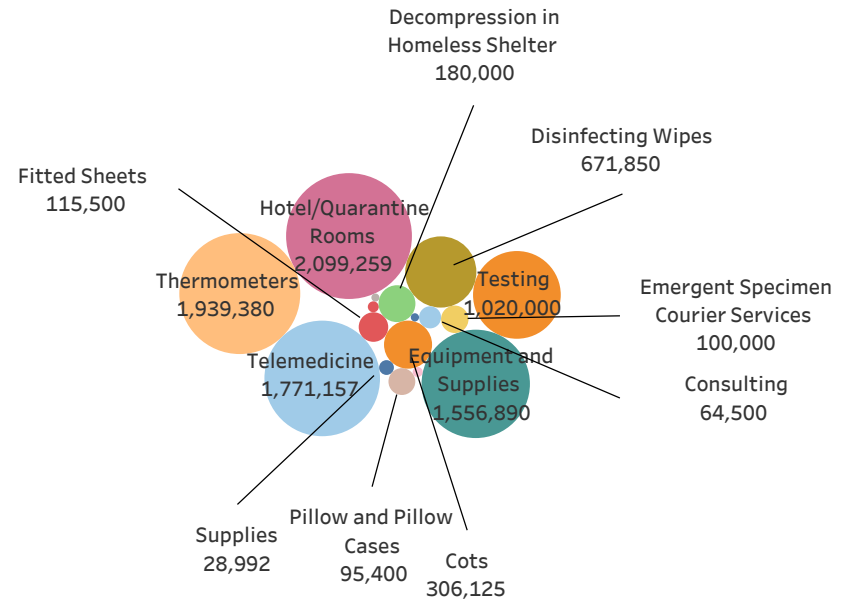 Decompression in
Homeless Shelter
180,000
Disinfecting Wipes
671,850
Fitted Sheets
115,500
Hotel/Quarantine
Rooms
2,099,259
Thermometers
1,939,380
Testing
1,020,000
Emergent Specimen
Courier Services
100,000
Telemedicine
1,771,157
Equipment and
Supplies
1,556,890
Consulting
64,500
Supplies
28,992
Pillow and Pillow
Cases
95,400
Cots
306,125